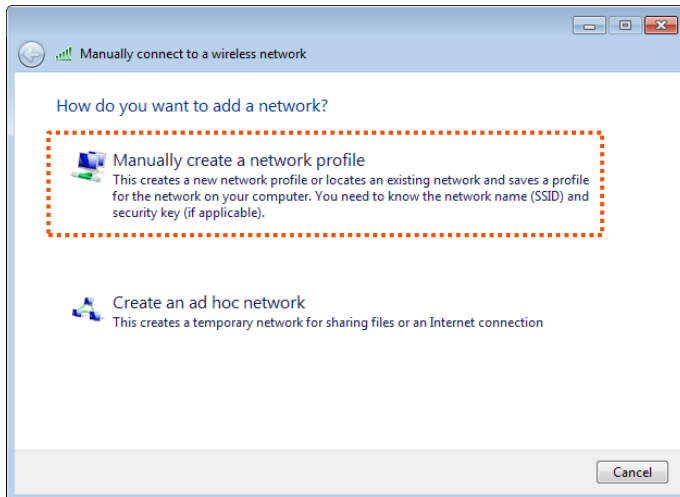 Manually connect to a wireless network
How do you want to add a network?
Manually create a network profile
This creates a new network profile or locates an existing network and saves a profile
for the network on your computer. You need to know the network name (SSID) and
security key (if applicable).
Create an ad hoc network
This creates a temporary network for sharing files or an Internet connection
Cancel